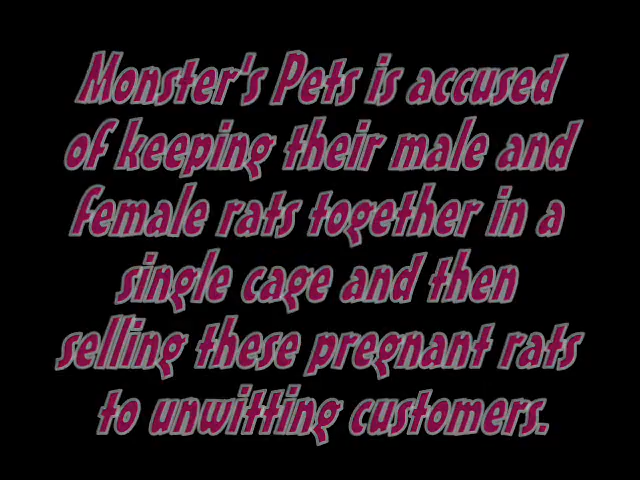 Monster's Pets is accused
of keeping their male and
female rats together in a
single cage and then
selling these pregnant rats
to unwitting customers.